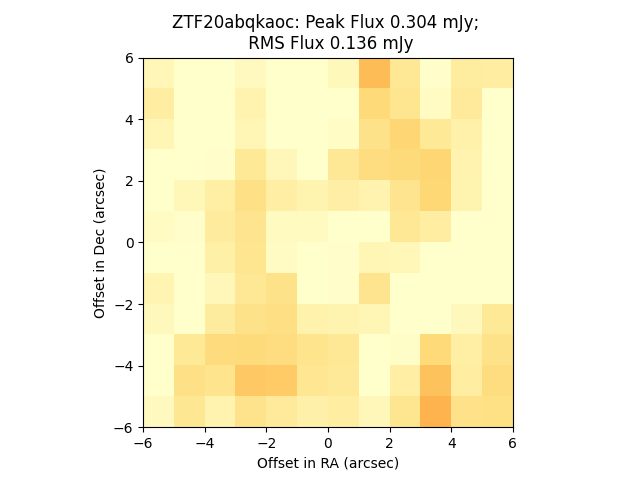 ZTF20abqkaoc: Peak Flux 0.304 mJy;
RMS Flux 0.136 mJy
6
4
2
0
−2
−4
−6
Offset in Dec (arcsec)
−6 −4 −2 0 2 4 6
Offset in RA (arcsec)